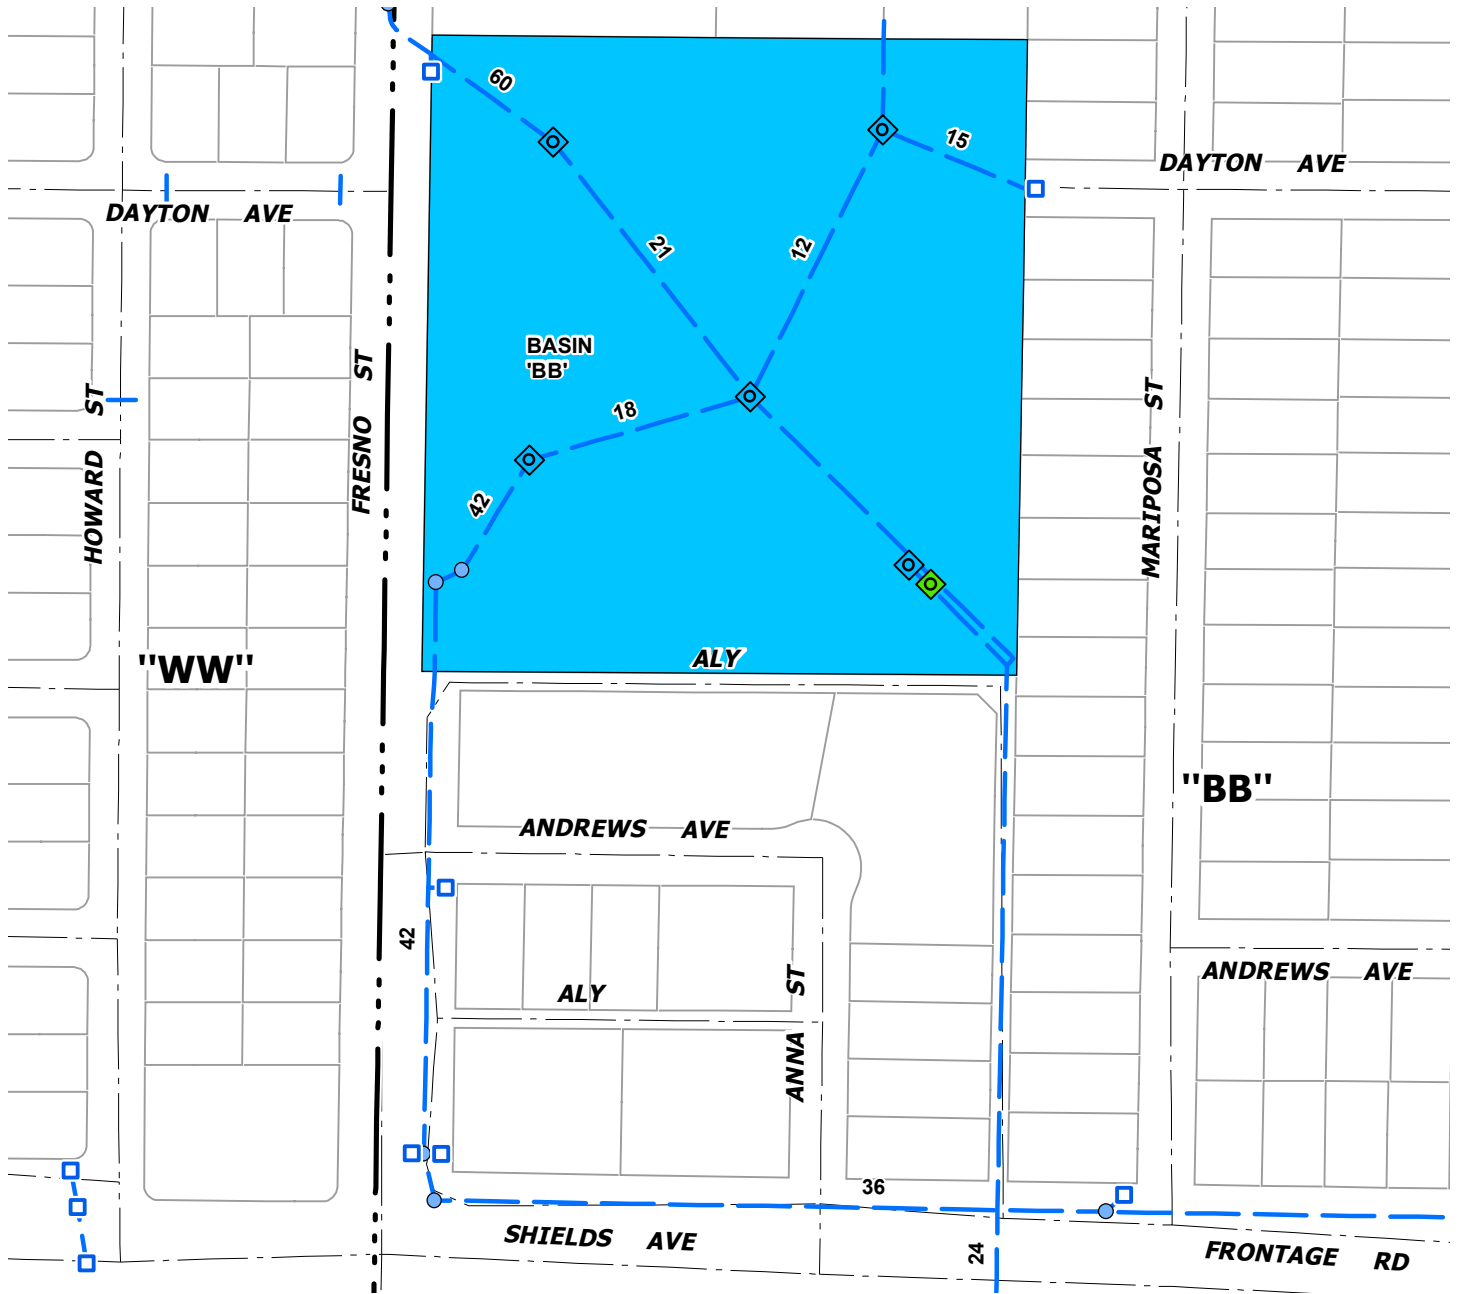 60
15
DAYTON AVE
DAYTON AVE
21
12
BASIN
'BB'
FRESNO ST
HOWARD ST
MARIPOSA ST
18
42
"WW"
ALY
"BB"
ANDREWS AVE
42
ANDREWS AVE
ALY
ANNA ST
36
SHIELDS AVE
24
FRONTAGE RD